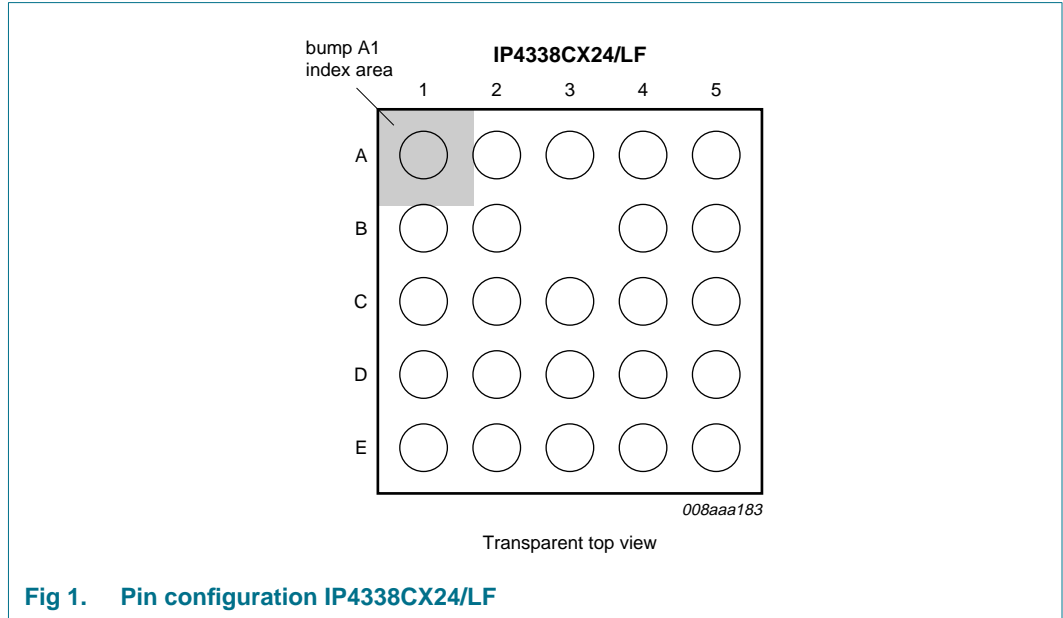 bump A1
index area
IP4338CX24/LF
1 2 3 4 5
A
B
C
D
E
008aaa183
Transparent top view
Fig 1. Pin configuration IP4338CX24/LF